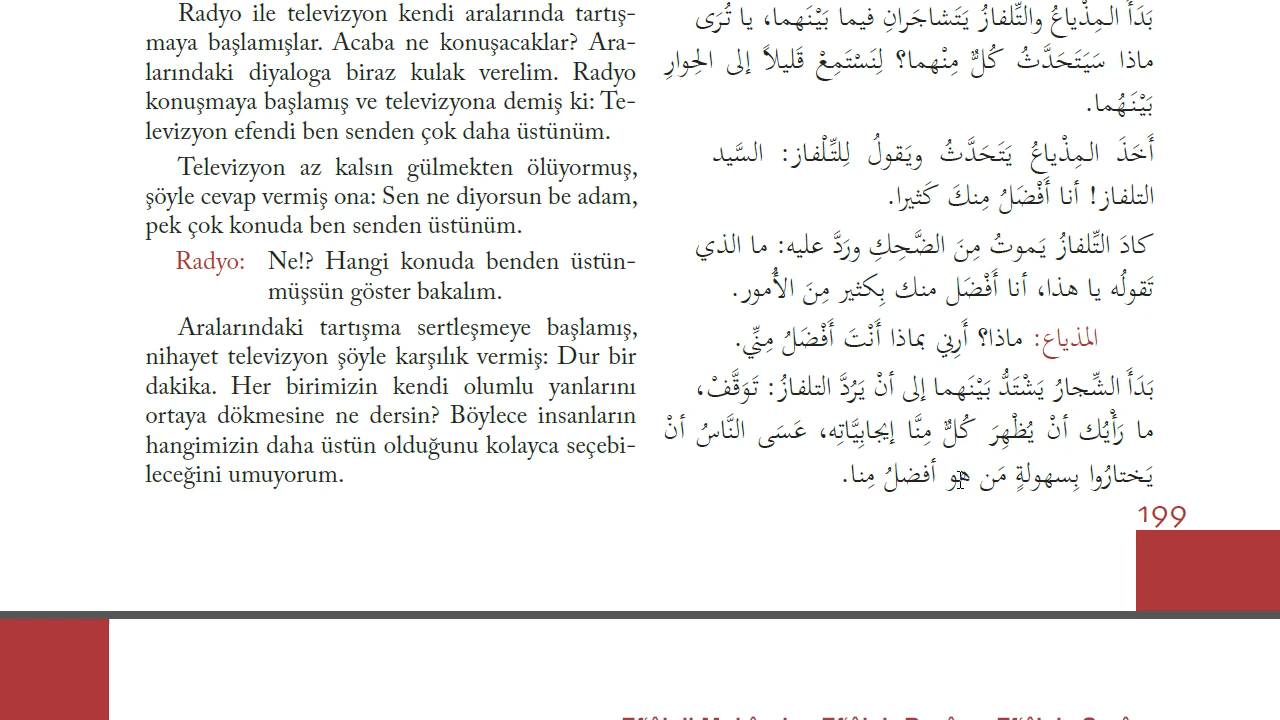 Radyo ile televizyon kendi aralarında tartış-
maya başlamışlar. Acaba ne konuşacaklar? Ara-
larındaki diyaloga biraz kulak verelim. Radyo
konuşmaya başlamış ve televizyona demiş ki: Te-
levizyon efendi ben senden çok daha üstünüm.
Televizyon az kalsın gülmekten ölüyormuş,
şöyle cevap vermiş ona: Sen ne diyorsun be adam,
pek çok konuda ben senden üstünüm.
Radyo: Ne!? Hangi konuda benden üstün-
müşsün göster bakalım.
Aralarındaki tartışma sertleşmeye başlamış,
nihayet televizyon şöyle karşılık vermiş: Dur bir
dakika. Her birimizin kendi olumlu yanlarını
ortaya dökmesine ne dersin? Böylece insanların
hangimizin daha üstün olduğunu kolayca seçebi-
leceğini umuyorum.
بَدَأَ الـمِذْياعُ والتِّلفازُ يَتَشاجَرانِ فيما بَيْنَهما، يا تُرَى
ماذا سَيَتَحَدَّثُ كُلٌّ مِنْهما؟ لِنَسْتَمِعْ قَليلاً إلى الحِوارِ
بَيْنَـهُما.
أَخَذَ الـمِذْياعُ يَتَحَدَّثُ ويَقولُ لِلتِّلْفاز: السَّيد
التلفاز! أنا أَفْضَلُ مِنكَ كَثيرا.
كادَ التِّلفازُ يَموتُ مِنَ الضَّحِكِ ورَدَّ عليه: ما الذي
تَقولُه يا هذا، أنا أَفْضَل منك بِكثير مِنَ الأُمور.
المذياع: ماذا؟ أَرِنِي بماذا أَنْتَ أَفْضَلُ مِنِّي.
بَدَأَ الشِّجارُ يَشْتَدُّ بَيْنَهما إلى أنْ يَرُدَّ التلفازُ: تَوَقَّفْ،
ما رَأْيُك أنْ يُظْهِرَ كُلٌّ مِنَّا إيجابِيَّاتِه، عَسَى النَّاسُ أنْ
يَختارُوا بِسهولةٍ مَن هو أفضلُ مِنا.
199